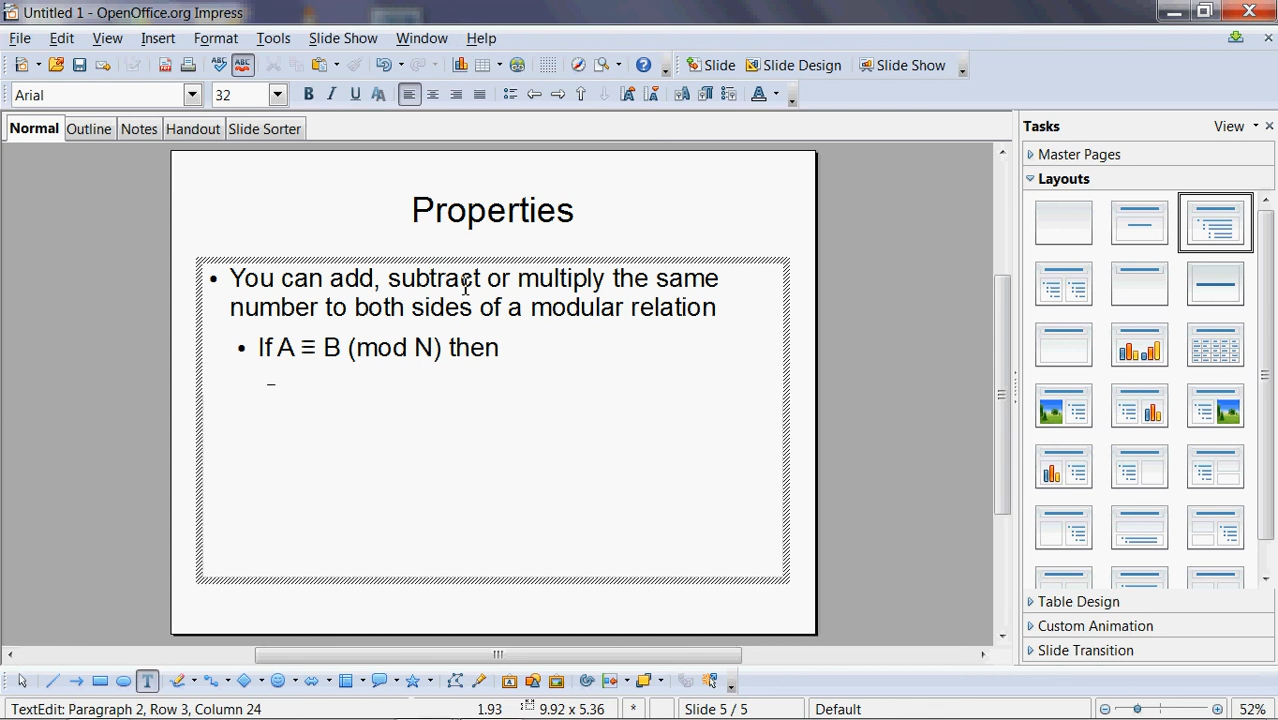 Untitled 1 - OpenOffice.org Impress
File Edit View Insert Format Tools Slide Show Window Help
Slide Slide Design Slide Show
Arial 32
Normal Outline Notes Handout Slide Sorter
Tasks View
Master Pages
Layouts
Properties
• You can add, subtract or multiply the same
number to both sides of a modular relation
• If A ≡ B (mod N) then
–
Table Design
Custom Animation
Slide Transition
TextEdit: Paragraph 2, Row 3, Column 24 1.93 9.92 x 5.36 * Slide 5 / 5 Default 52%